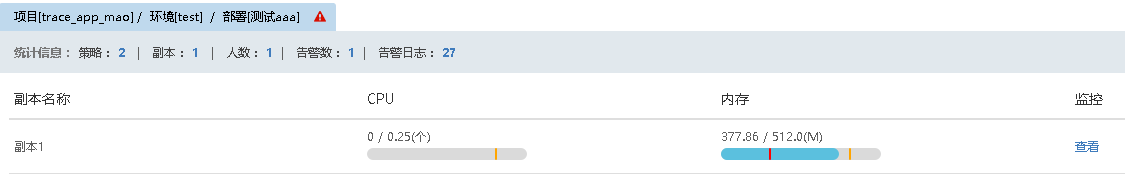 项目[trace_app_mao] / 环境[test] / 部署[测试aaa]
统计信息： 策略： 2 | 副本： 1 | 人数： 1 | 告警数： 1 | 告警日志： 27
副本名称 CPU 内存 监控
副本1 0 / 0.25(个) 377.86 / 512.0(M) 查看